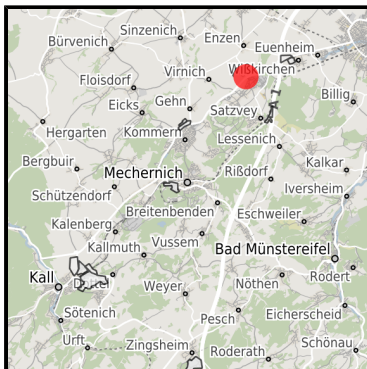 Sinzenich
Enzen
Bürvenich
Euenheim
Virnich
Wißkirchen
Floisdorf
Eicks
Gehn
Billig
Satzvey
Hergarten
Kommern
Lessenich
Bergbuir
Mechernich
Rißdorf
Kalkar
Schützendorf
Iversheim
Breitenbenden
Eschweiler
Kalenberg
Kallmuth
Vussem
Bad Münstereifel
Kall
Rodert
Weyer
Nöthen
Sötenich
Pesch
Eicherscheid
Urft
Zingsheim
Roderath
Schönau